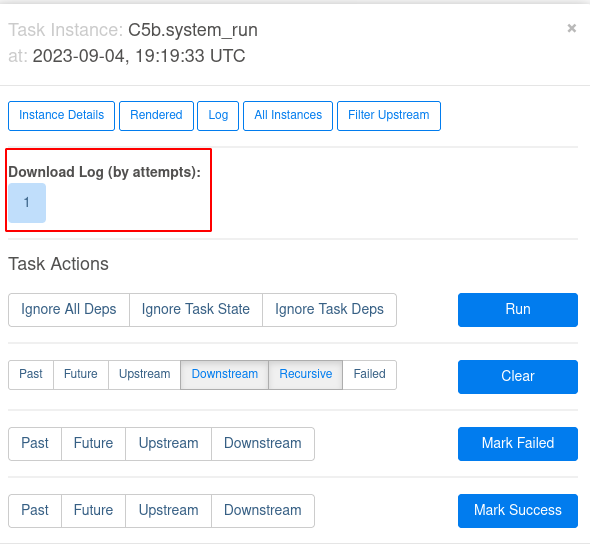 Task Instance: C5b.system_run ×
at: 2023-09-04, 19:19:33 UTC
Instance Details Rendered Log All Instances Filter Upstream
Download Log (by attempts):
1
Task Actions
Ignore All Deps Ignore Task State Ignore Task Deps Run
Past Future Upstream Downstream Recursive Failed Clear
Past Future Upstream Downstream Mark Failed
Past Future Upstream Downstream Mark Success